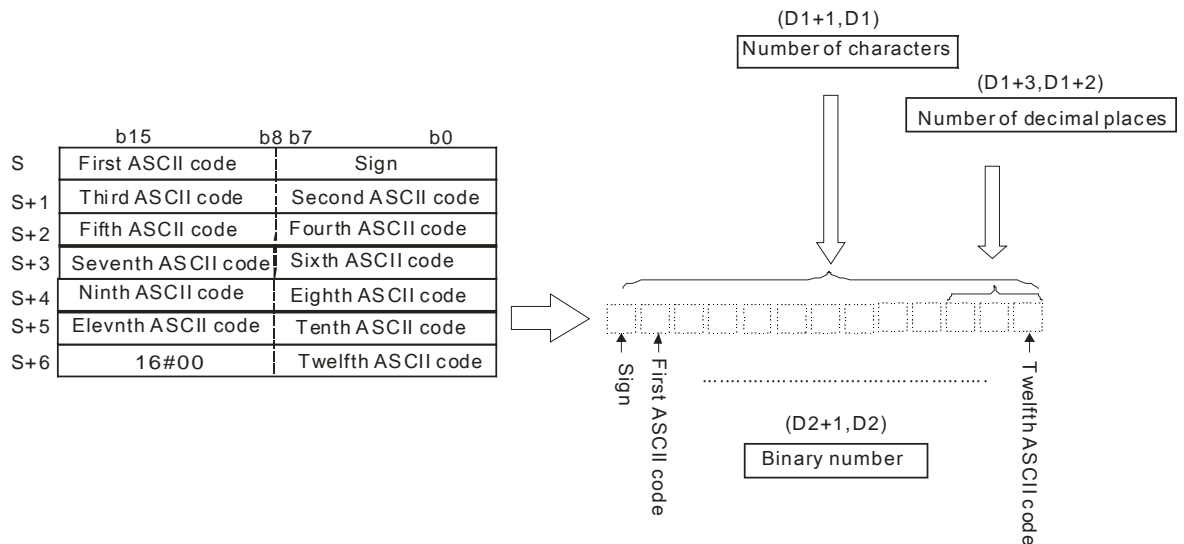 (D1+1,D1)
Number of characters
(D1+3,D1+2)
Number of decimal places
b15 b8 b7 b0
S First ASCII code Sign
S+1 Third ASCII code Second ASCII code
S+2 Fifth ASCII code Fourth ASCII code
S+3 Seventh ASCII code Sixth ASCII code
S+4 Ninth ASCII code Eighth ASCII code
S+5 Elevnth ASCII code Tenth ASCII code
S+6 16#00 Twelfth ASCII code
Sign
First ASCII code
Twelfth ASCII code
(D2+1,D2)
Binary number